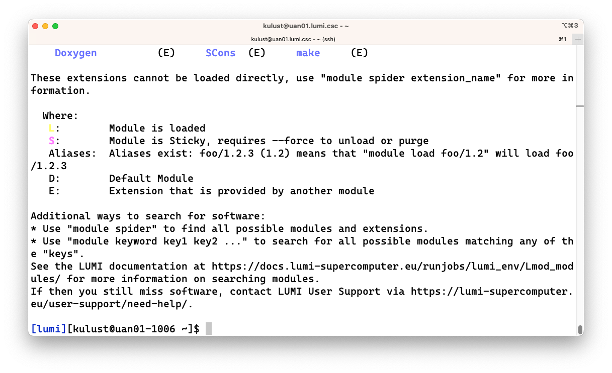 kulust@uan01.lumi.csc - ~
⌥⌘3
kulust@uan01.lumi.csc - ~ (ssh)
⌘1
Doxygen (E) SCons (E) make (E)
These extensions cannot be loaded directly, use "module spider extension_name" for more in
formation.
Where:
L: Module is loaded
S: Module is Sticky, requires --force to unload or purge
Aliases: Aliases exist: foo/1.2.3 (1.2) means that "module load foo/1.2" will load foo
/1.2.3
D: Default Module
E: Extension that is provided by another module
Additional ways to search for software:
* Use "module spider" to find all possible modules and extensions.
* Use "module keyword key1 key2 ..." to search for all possible modules matching any of th
e "keys".
See the LUMI documentation at https://docs.lumi-supercomputer.eu/runjobs/lumi_env/Lmod_mod
ules/ for more information on searching modules.
If then you still miss software, contact LUMI User Support via https://lumi-supercomputer.
eu/user-support/need-help/.
[lumi][kulust@uan01-1006 ~]$